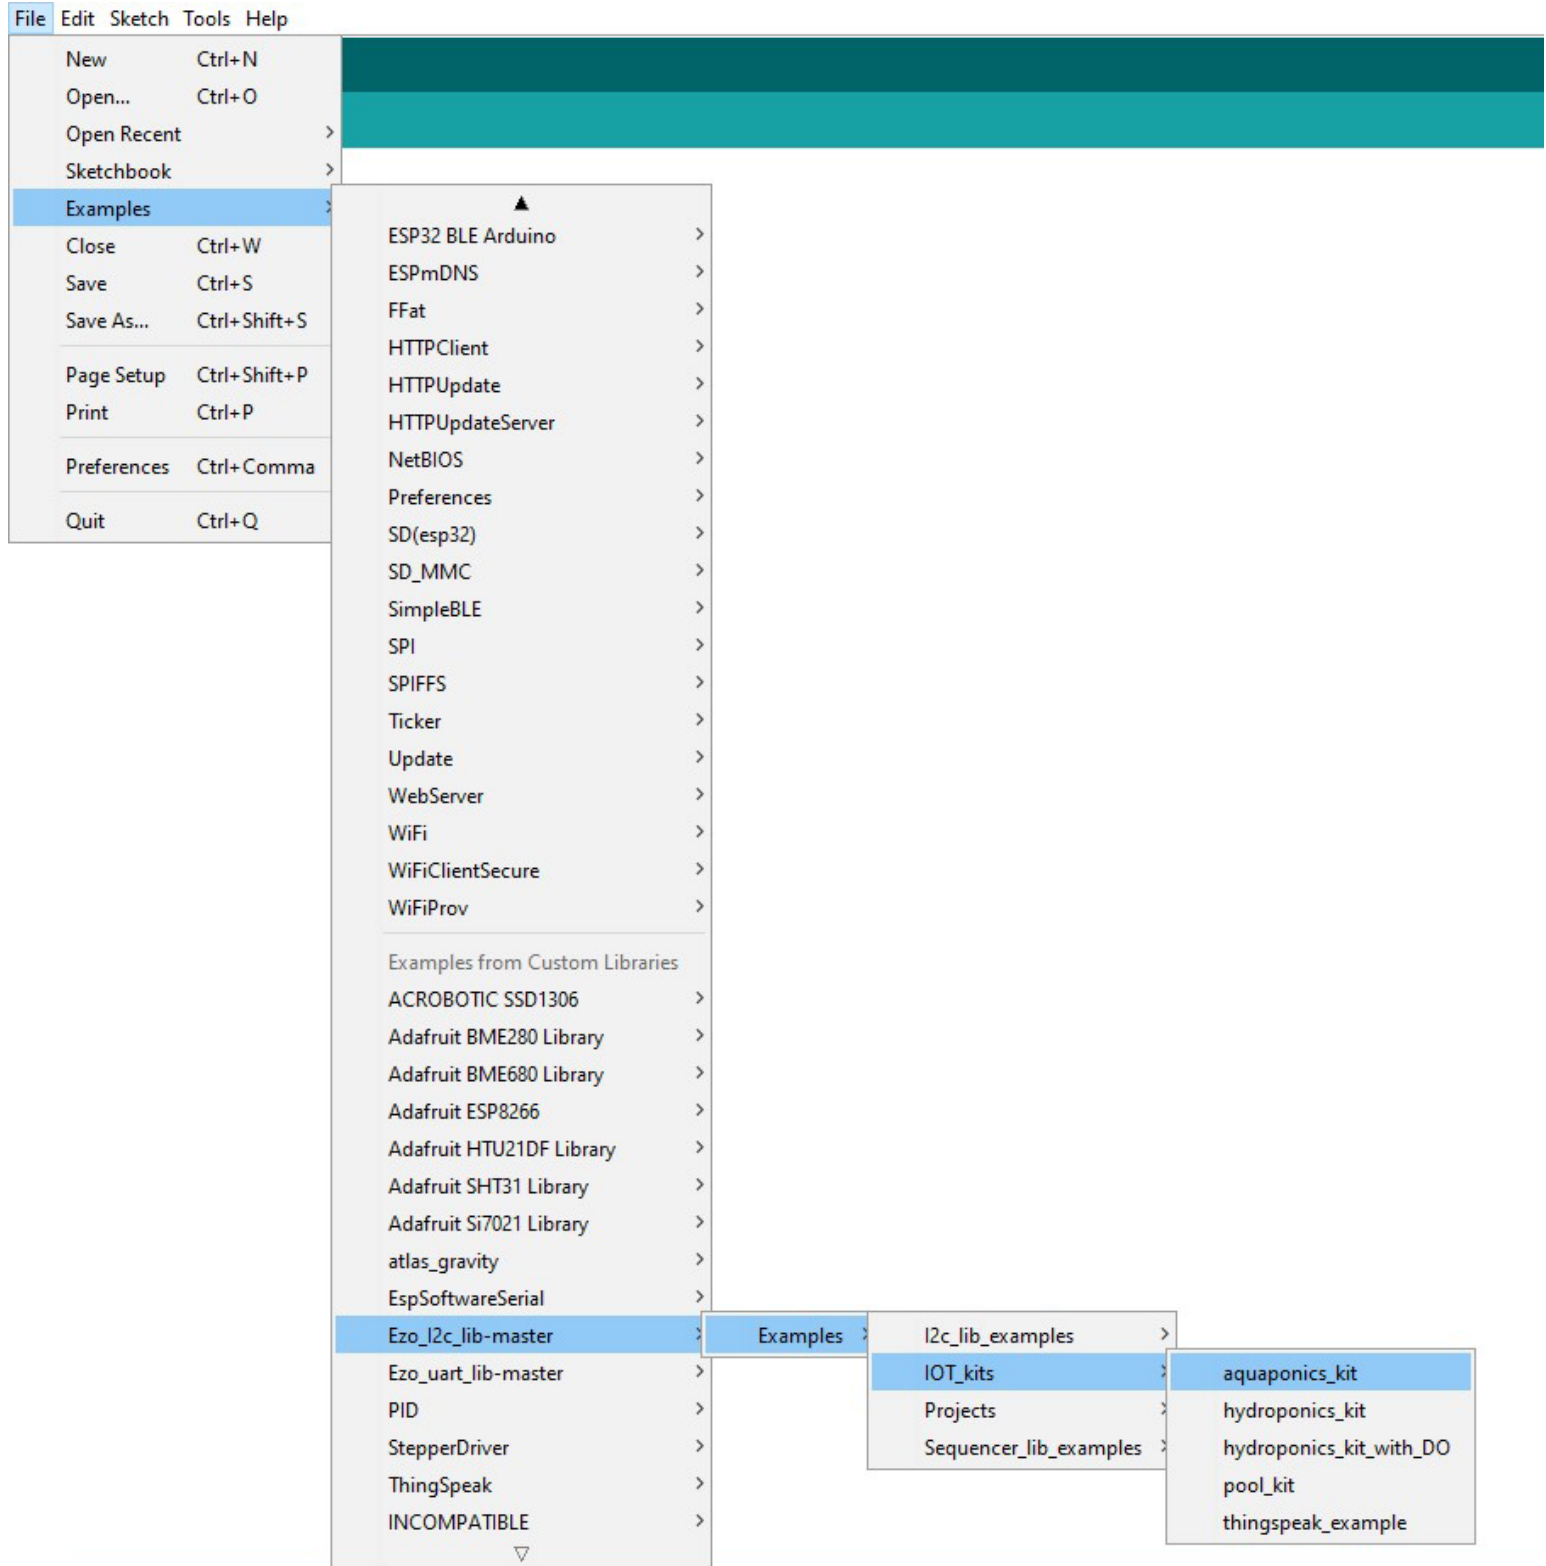 File Edit Sketch Tools Help
New Ctrl+N
Open... Ctrl+O
Open Recent
Sketchbook
Examples
Close Ctrl+W
Save Ctrl+S
Save As... Ctrl+Shift+S
Page Setup Ctrl+Shift+P
Print Ctrl+P
Preferences Ctrl+Comma
Quit Ctrl+Q
ESP32 BLE Arduino
ESPmDNS
FFat
HTTPClient
HTTPUpdate
HTTPUpdateServer
NetBIOS
Preferences
SD(esp32)
SD_MMC
SimpleBLE
SPI
SPIFFS
Ticker
Update
WebServer
WiFi
WiFiClientSecure
WiFiProv
Examples from Custom Libraries
ACROBOTIC SSD1306
Adafruit BME280 Library
Adafruit BME680 Library
Adafruit ESP8266
Adafruit HTU21DF Library
Adafruit SHT31 Library
Adafruit Si7021 Library
atlas_gravity
EspSoftwareSerial
Ezo_I2c_lib-master
Ezo_uart_lib-master
PID
StepperDriver
ThingSpeak
INCOMPATIBLE
Examples
I2c_lib_examples
IOT_kits
Projects
Sequencer_lib_examples
aquaponics_kit
hydroponics_kit
hydroponics_kit_with_DO
pool_kit
thingspeak_example